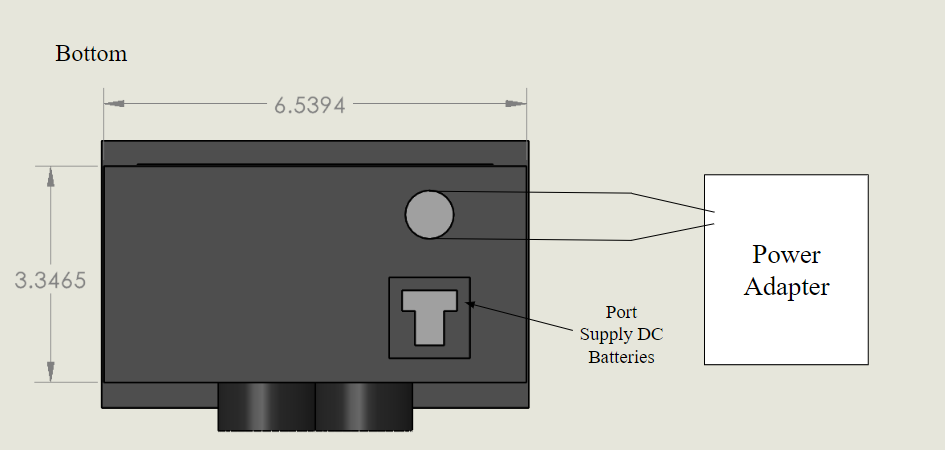 Bottom
6.5394
3.3465
Power
Adapter
Port
Supply DC
Batteries